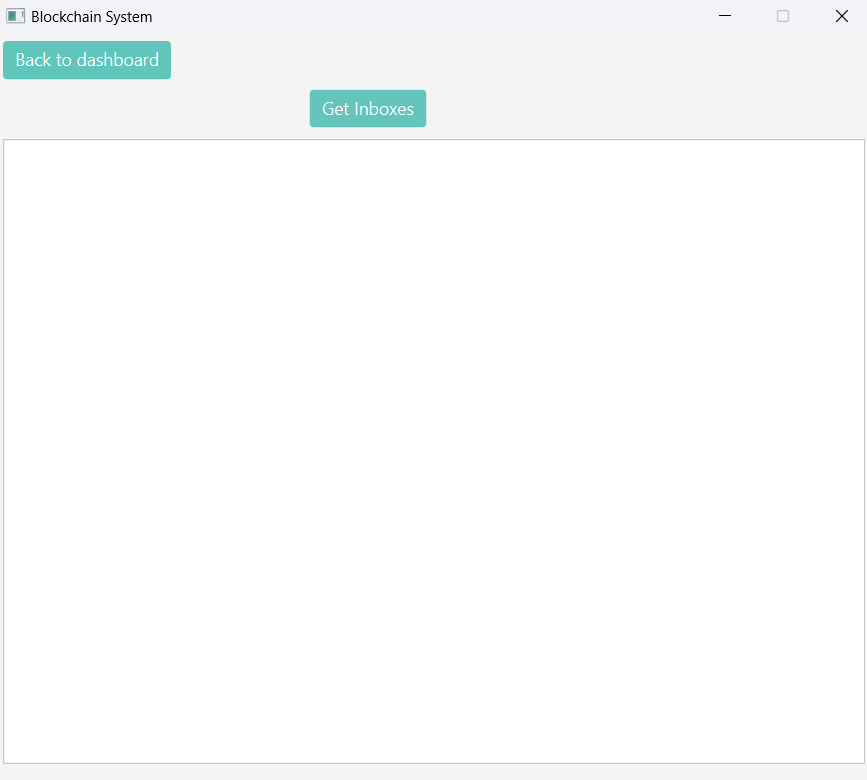 Blockchain System
Back to dashboard
Get Inboxes